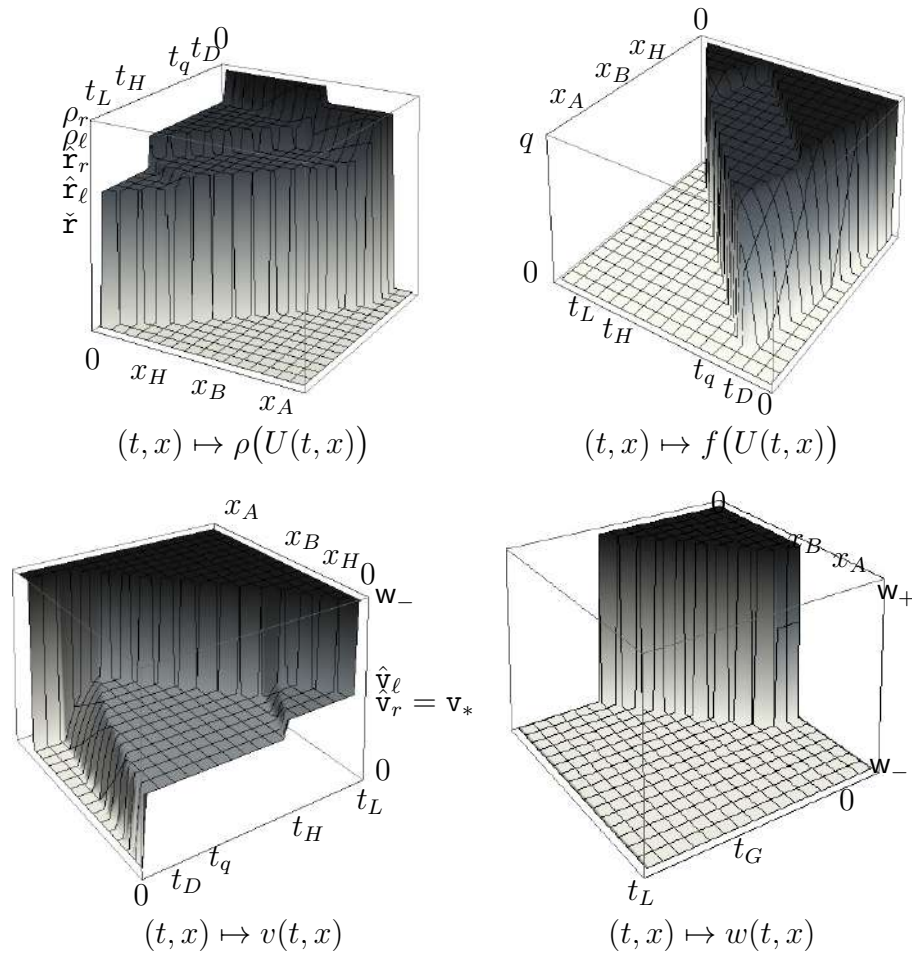 0
t_D
t_q
t_H
t_L
ρ_r
ρ_ℓ
r̂_r
r̂_ℓ
ř
0
x_H
x_B
x_A
(t, x) ↦ ρ(U(t, x))
0
x_H
x_B
x_A
q
0
t_L
t_H
t_q
t_D
0
(t, x) ↦ f(U(t, x))
x_A
x_B
x_H
0
w_−
v̂_ℓ
v̂_r = v_*
0
t_L
t_H
t_q
t_D
0
(t, x) ↦ v(t, x)
0
x_B
x_A
w_+
w_−
0
t_G
t_L
(t, x) ↦ w(t, x)